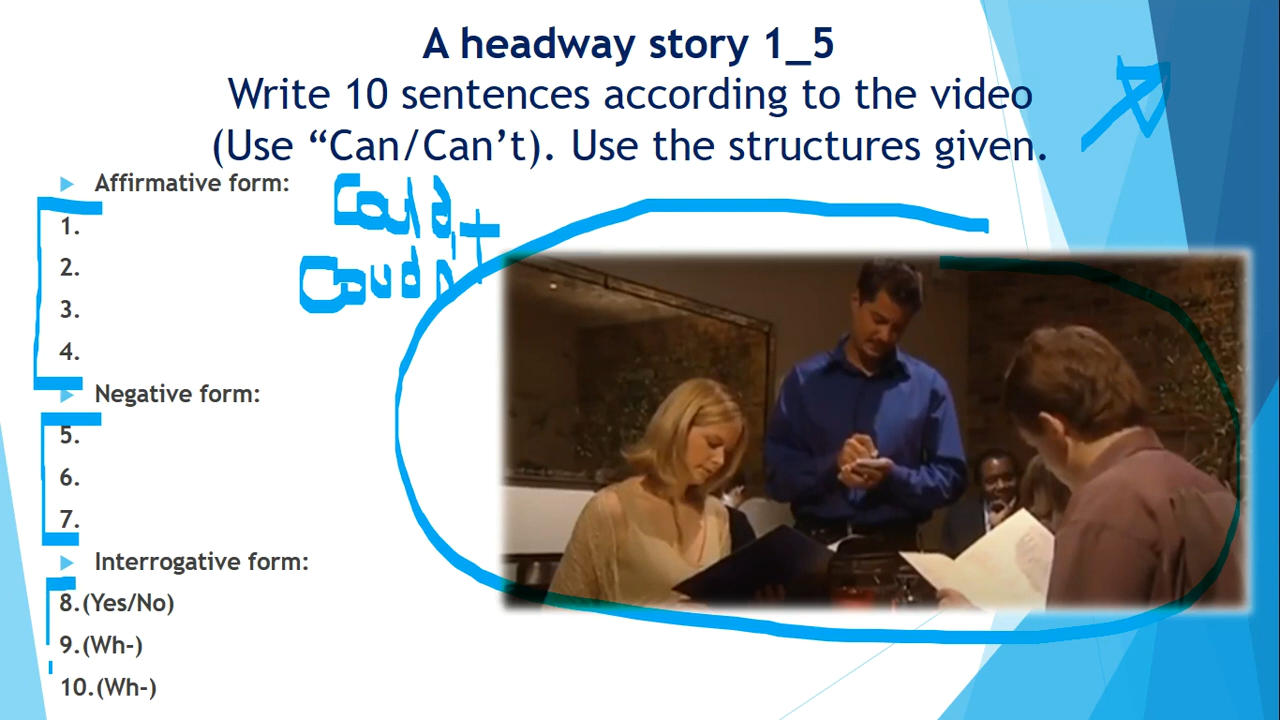 A headway story 1_5
Write 10 sentences according to the video
(Use “Can/Can’t). Use the structures given.
Affirmative form:
Could
1.
2.
Coudn't
3.
4.
Negative form:
5.
6.
7.
Interrogative form:
8.(Yes/No)
9.(Wh-)
10.(Wh-)